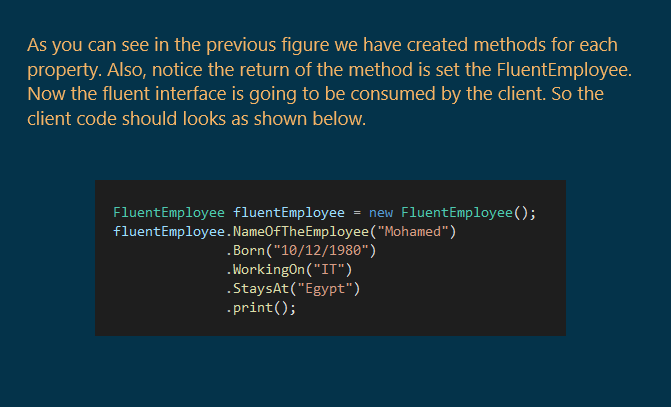 As you can see in the previous figure we have created methods for each
property. Also, notice the return of the method is set the FluentEmployee.
Now the fluent interface is going to be consumed by the client. So the
client code should looks as shown below.
FluentEmployee fluentEmployee = new FluentEmployee();
fluentEmployee.NameOfTheEmployee("Mohamed")
.Born("10/12/1980")
.WorkingOn("IT")
.StaysAt("Egypt")
.print();